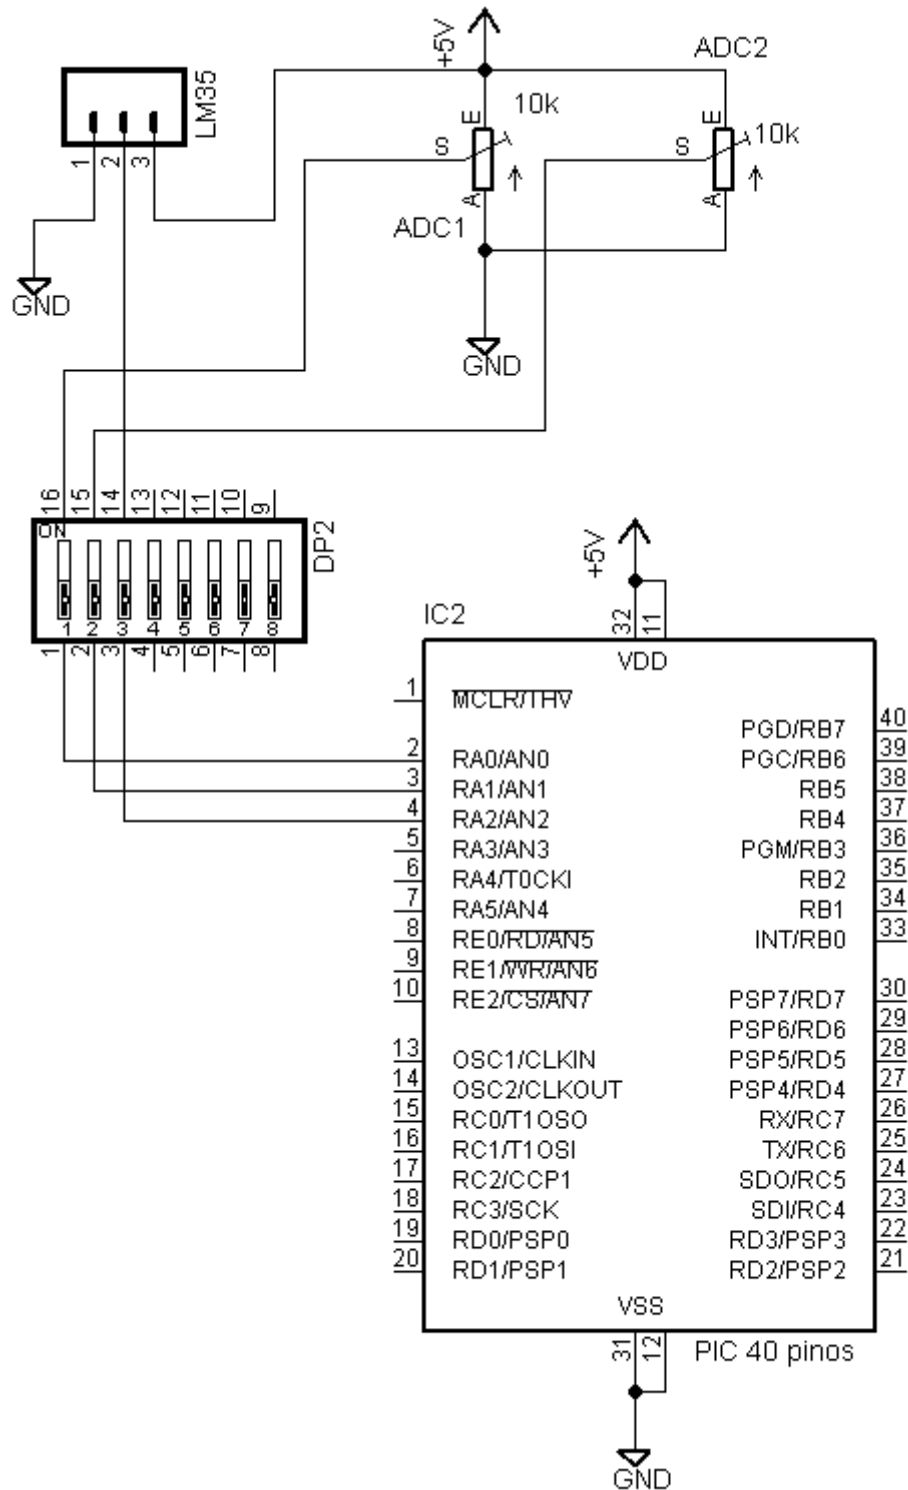 +5V
ADC2
LM35
1
2
3
E
10k
S
A
ADC1
E
10k
S
A
GND
GND
16
15
14
13
12
11
10
9
ON
DP2
1 2 3 4 5 6 7 8
1
2
3
4
5
6
7
8
+5V
IC2
32
11
VDD
1 MCLR/THV
PGD/RB7 40
2 RA0/AN0 PGC/RB6 39
3 RA1/AN1 RB5 38
4 RA2/AN2 RB4 37
5 RA3/AN3 PGM/RB3 36
6 RA4/T0CKI RB2 35
7 RA5/AN4 RB1 34
8 RE0/RD/AN5 INT/RB0 33
9 RE1/WR/AN6
10 RE2/CS/AN7 PSP7/RD7 30
PSP6/RD6 29
13 OSC1/CLKIN PSP5/RD5 28
14 OSC2/CLKOUT PSP4/RD4 27
15 RC0/T1OSO RX/RC7 26
16 RC1/T1OSI TX/RC6 25
17 RC2/CCP1 SDO/RC5 24
18 RC3/SCK SDI/RC4 23
19 RD0/PSP0 RD3/PSP3 22
20 RD1/PSP1 RD2/PSP2 21
VSS
31
12
PIC 40 pinos
GND